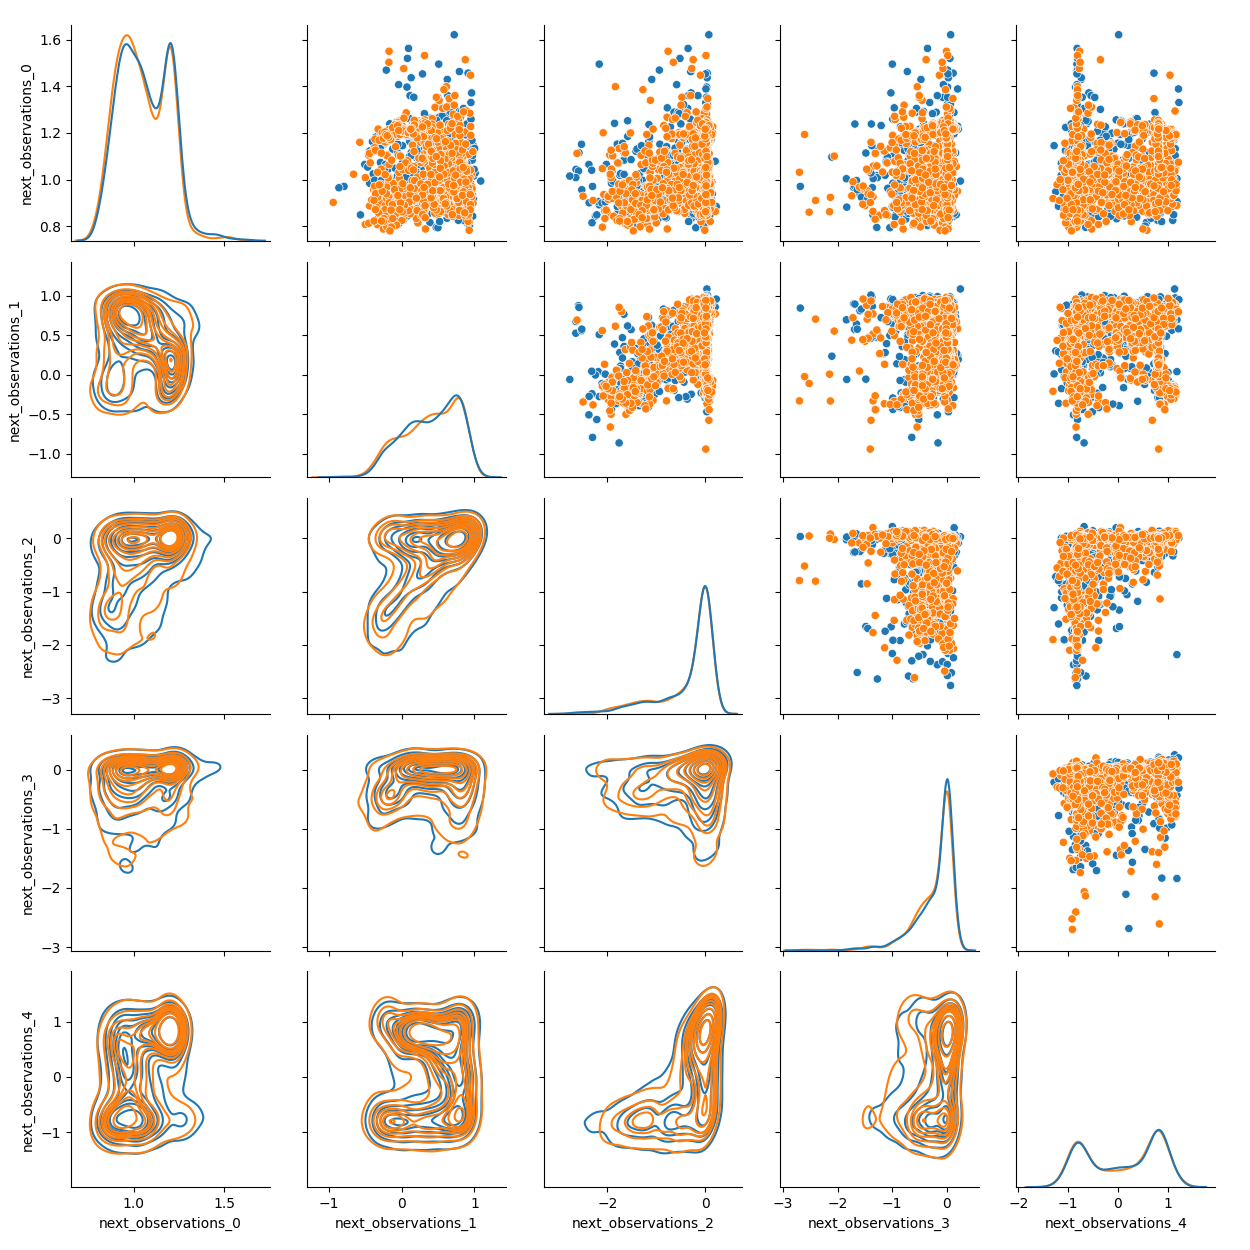 1.6
1.4
1.2
1.0
0.8
next_observations_0
1.0
0.5
0.0
−0.5
−1.0
next_observations_1
0
−1
−2
−3
next_observations_2
0
−1
−2
−3
next_observations_3
1
0
−1
next_observations_4
1.0 1.5
next_observations_0
−1 0 1
next_observations_1
−2 0
next_observations_2
−3 −2 −1 0
next_observations_3
−2 −1 0 1
next_observations_4